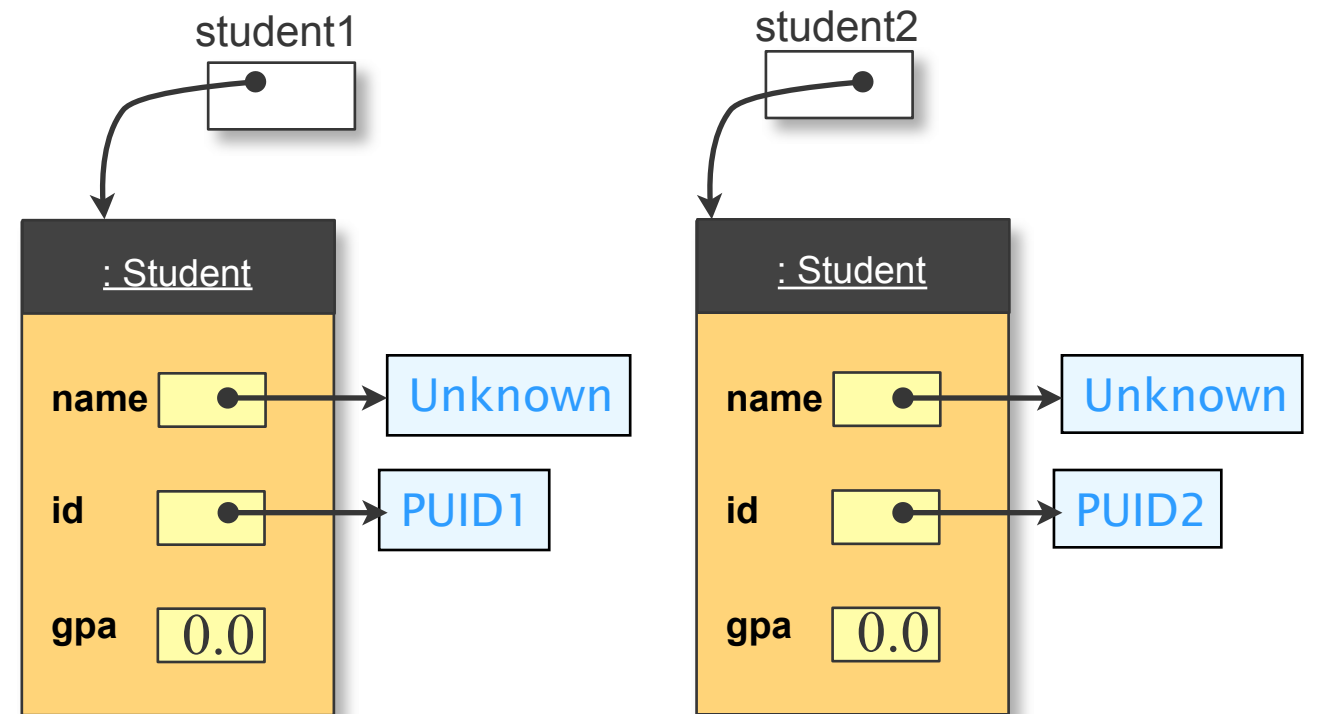 student1
: Student
name Unknown
id PUID1
gpa 0.0
student2
: Student
name Unknown
id PUID2
gpa 0.0